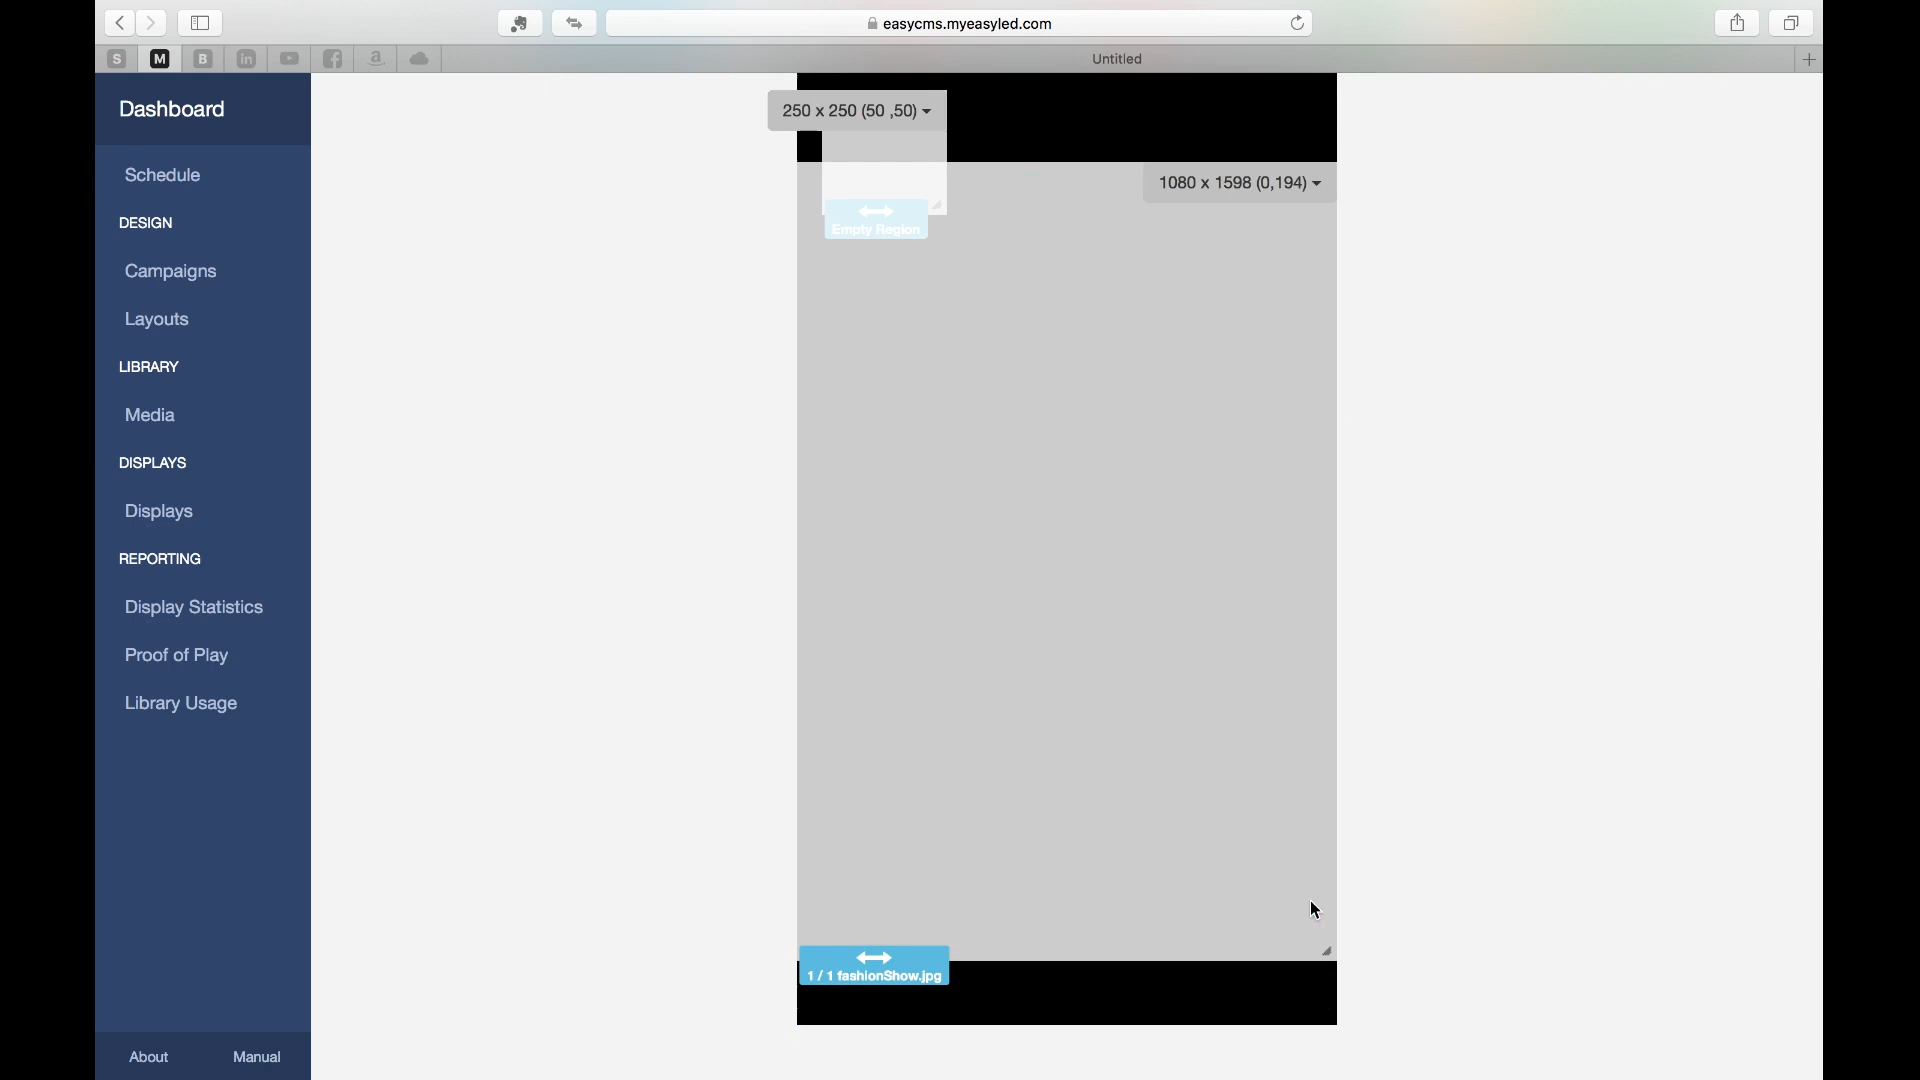 easycms.myeasyled.com
S
M
B
in
f
a
Untitled
Dashboard
Schedule
DESIGN
Campaigns
Layouts
LIBRARY
Media
DISPLAYS
Displays
REPORTING
Display Statistics
Proof of Play
Library Usage
About
Manual
250 x 250 (50 ,50)
1080 x 1598 (0,194)
Empty Region
1 / 1 fashionShow.jpg